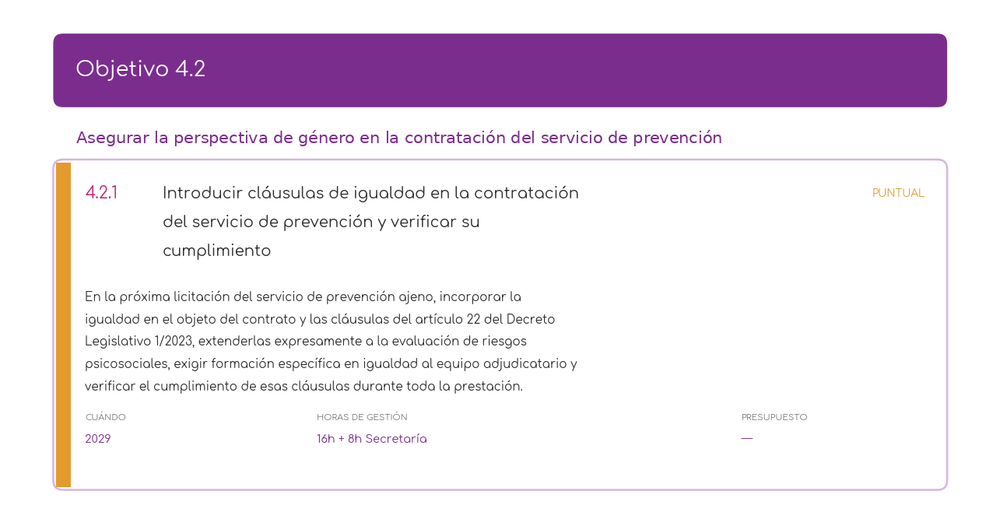 Objetivo 4.2
Asegurar la perspectiva de género en la contratación del servicio de prevención
4.2.1
Introducir cláusulas de igualdad en la contratación
del servicio de prevención y verificar su
cumplimiento
PUNTUAL
En la próxima licitación del servicio de prevención ajeno, incorporar la
igualdad en el objeto del contrato y las cláusulas del artículo 22 del Decreto
Legislativo 1/2023, extenderlas expresamente a la evaluación de riesgos
psicosociales, exigir formación específica en igualdad al equipo adjudicatario y
verificar el cumplimiento de esas cláusulas durante toda la prestación.
CUÁNDO
2029
HORAS DE GESTIÓN
16h + 8h Secretaría
PRESUPUESTO
—